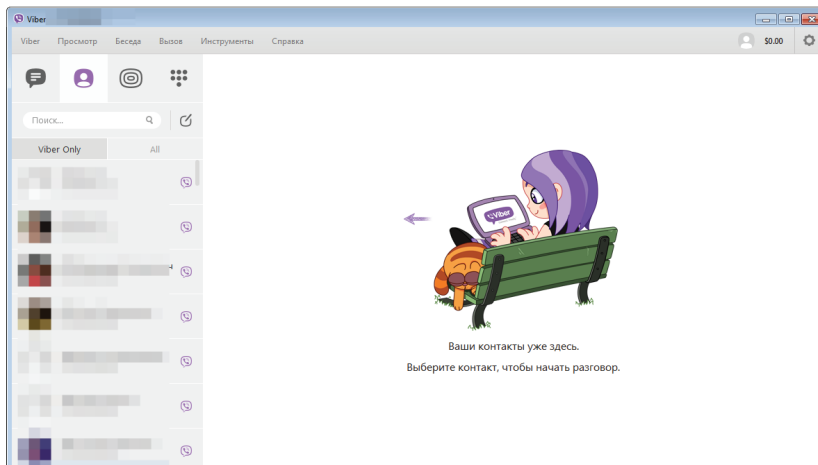 Viber
Viber Просмотр Беседа Вызов Инструменты Справка $0.00
Поиск...
Viber Only All
Viber
Ваши контакты уже здесь.
Выберите контакт, чтобы начать разговор.